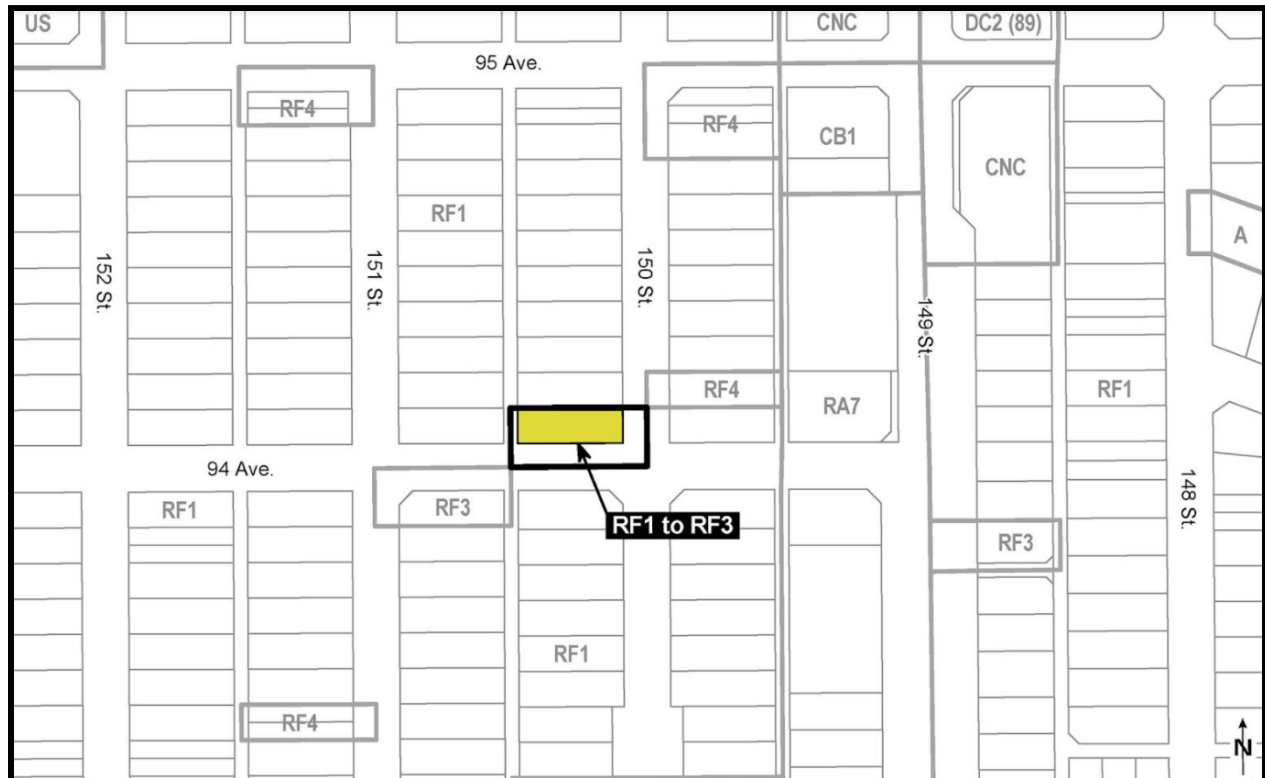 US
CNC
DC2 (89)
95 Ave.
RF4
RF4
CB1
CNC
RF1
A
152 St.
151 St.
150 St.
149 St.
RF4
RA7
RF1
94 Ave.
148 St.
RF1
RF3
RF1 to RF3
RF3
RF1
RF4
N